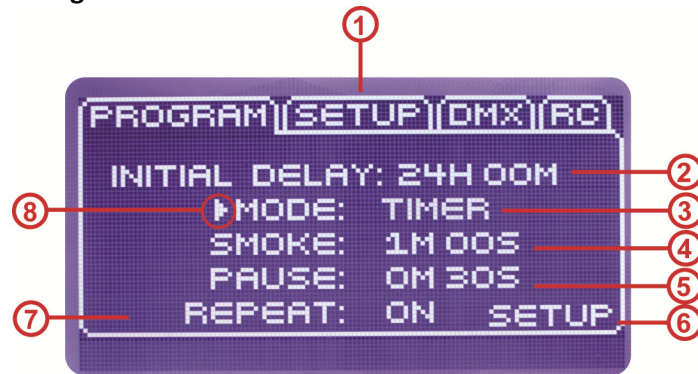 1
PROGRAM SETUP DMX RC
INITIAL DELAY: 24H 00M 2
8 MODE: TIMER 3
SMOKE: 1M 00S 4
PAUSE: 0M 30S 5
7 REPEAT: ON SETUP 6